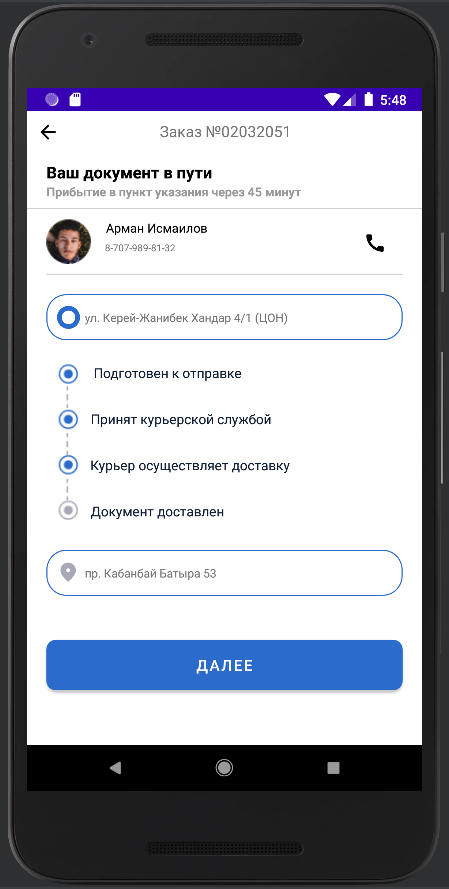 5:48
Заказ №02032051
Ваш документ в пути
Прибытие в пункт указания через 45 минут
Арман Исмаилов
8-707-989-81-32
ул. Керей-Жанибек Хандар 4/1 (ЦОН)
Подготовен к отправке
Принят курьерской службой
Курьер осуществляет доставку
Документ доставлен
пр. Кабанбай Батыра 53
ДАЛЕЕ